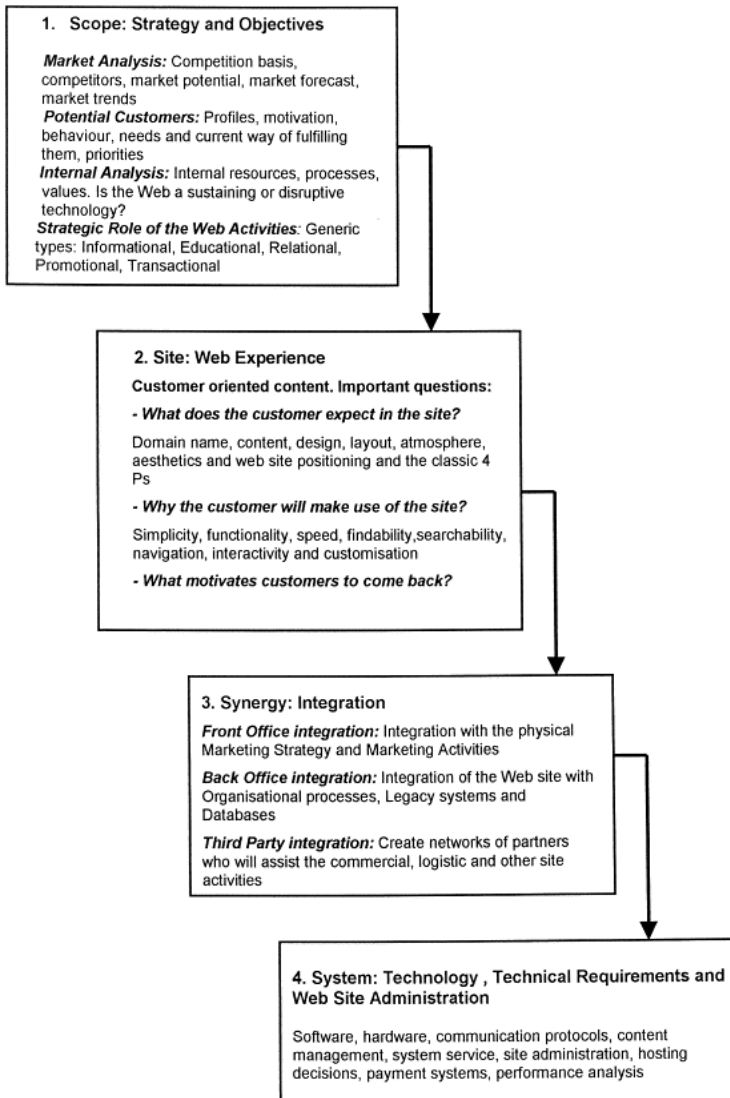 1. Scope: Strategy and Objectives
Market Analysis: Competition basis,
competitors, market potential, market forecast,
market trends
Potential Customers: Profiles, motivation,
behaviour, needs and current way of fulfilling
them, priorities
Internal Analysis: Internal resources, processes,
values. Is the Web a sustaining or disruptive
technology?
Strategic Role of the Web Activities: Generic
types: Informational, Educational, Relational,
Promotional, Transactional
2. Site: Web Experience
Customer oriented content. Important questions:
- What does the customer expect in the site?
Domain name, content, design, layout, atmosphere,
aesthetics and web site positioning and the classic 4
Ps
- Why the customer will make use of the site?
Simplicity, functionality, speed, findability,searchability,
navigation, interactivity and customisation
- What motivates customers to come back?
3. Synergy: Integration
Front Office integration: Integration with the physical
Marketing Strategy and Marketing Activities
Back Office integration: Integration of the Web site with
Organisational processes, Legacy systems and
Databases
Third Party integration: Create networks of partners
who will assist the commercial, logistic and other site
activities
4. System: Technology , Technical Requirements and
Web Site Administration
Software, hardware, communication protocols, content
management, system service, site administration, hosting
decisions, payment systems, performance analysis